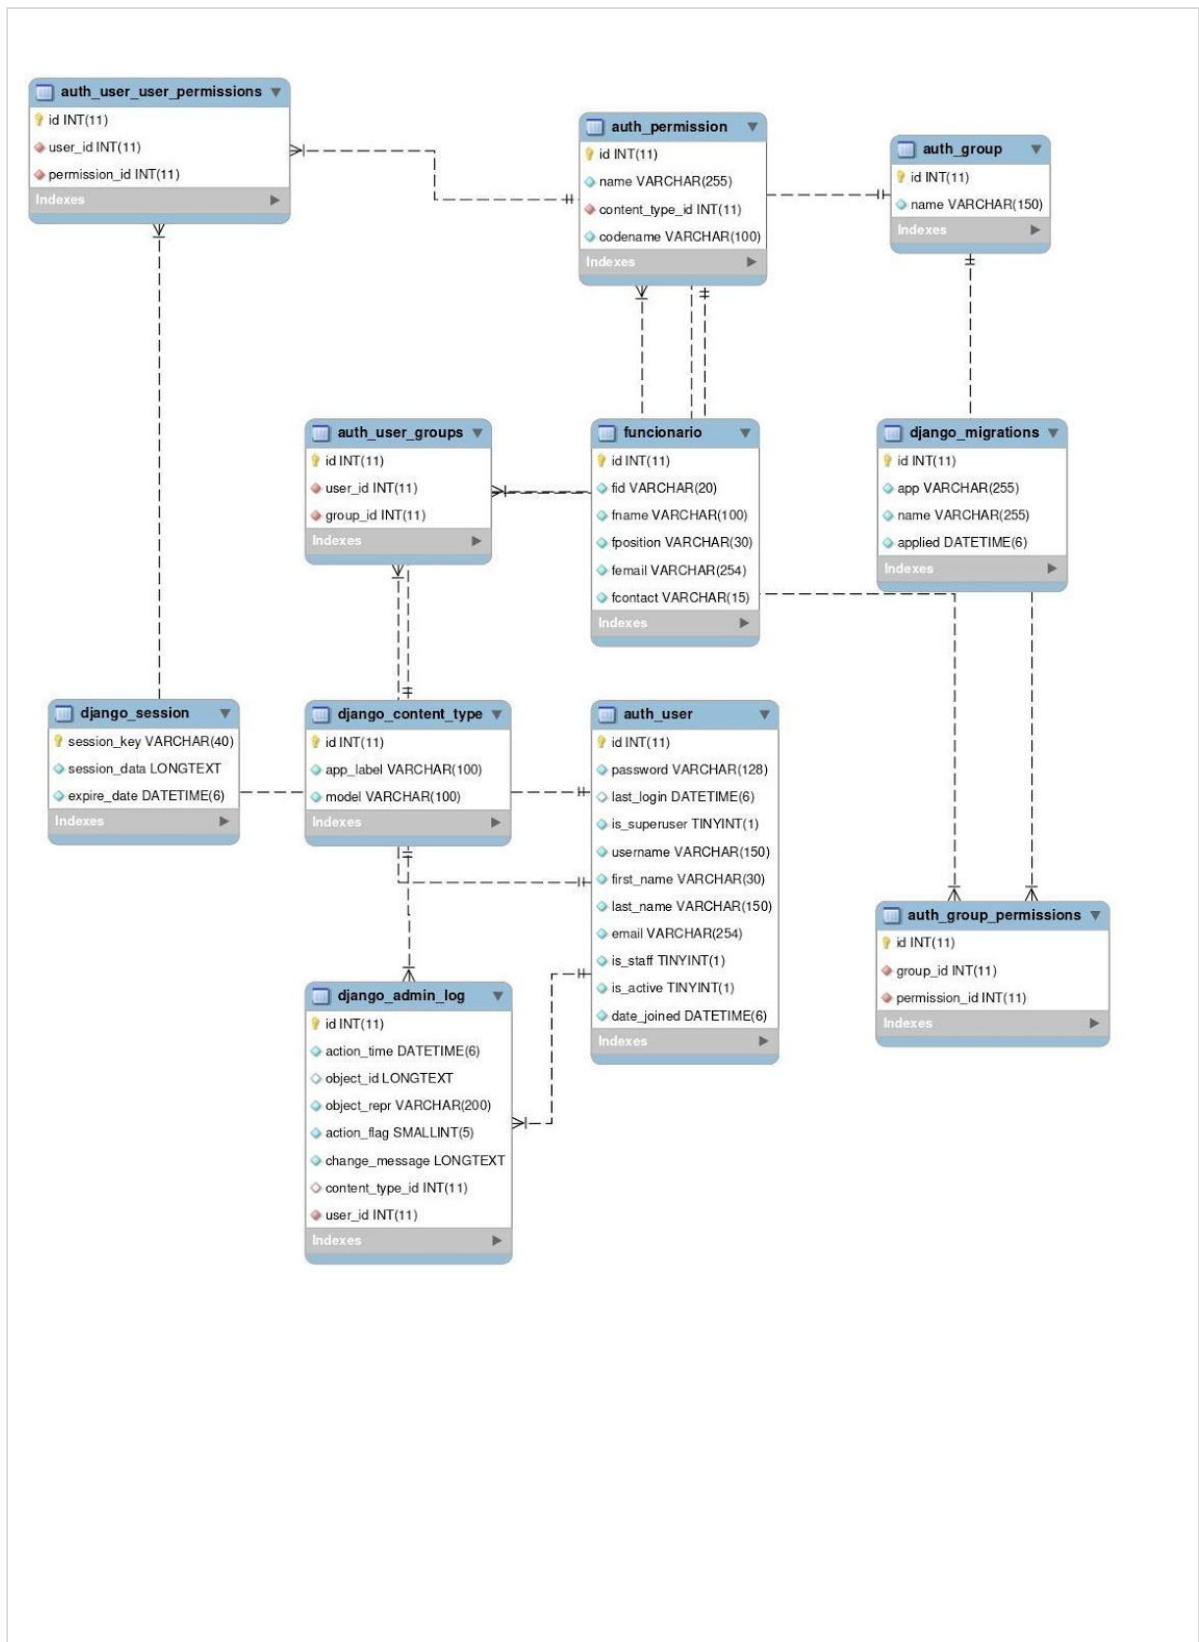 auth_user_user_permissions
id INT(11)
user_id INT(11)
permission_id INT(11)
Indexes
auth_permission
id INT(11)
name VARCHAR(255)
content_type_id INT(11)
codename VARCHAR(100)
Indexes
auth_group
id INT(11)
name VARCHAR(150)
Indexes
auth_user_groups
id INT(11)
user_id INT(11)
group_id INT(11)
Indexes
funcionario
id INT(11)
fid VARCHAR(20)
fname VARCHAR(100)
fposition VARCHAR(30)
femail VARCHAR(254)
fcontact VARCHAR(15)
Indexes
django_migrations
id INT(11)
app VARCHAR(255)
name VARCHAR(255)
applied DATETIME(6)
Indexes
django_session
session_key VARCHAR(40)
session_data LONGTEXT
expire_date DATETIME(6)
Indexes
django_content_type
id INT(11)
app_label VARCHAR(100)
model VARCHAR(100)
Indexes
auth_user
id INT(11)
password VARCHAR(128)
last_login DATETIME(6)
is_superuser TINYINT(1)
username VARCHAR(150)
first_name VARCHAR(30)
last_name VARCHAR(150)
email VARCHAR(254)
is_staff TINYINT(1)
is_active TINYINT(1)
date_joined DATETIME(6)
Indexes
auth_group_permissions
id INT(11)
group_id INT(11)
permission_id INT(11)
Indexes
django_admin_log
id INT(11)
action_time DATETIME(6)
object_id LONGTEXT
object_repr VARCHAR(200)
action_flag SMALLINT(5)
change_message LONGTEXT
content_type_id INT(11)
user_id INT(11)
Indexes